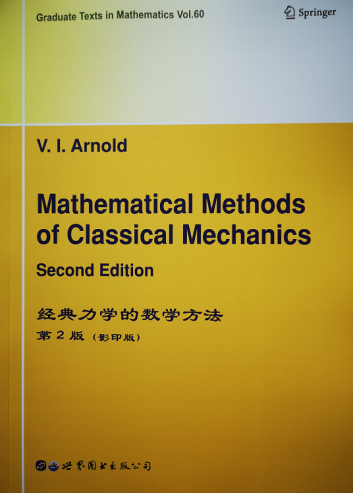 Graduate Texts in Mathematics Vol.60
Springer
V. I. Arnold
Mathematical Methods
of Classical Mechanics
Second Edition
经典力学的数学方法
第2版(影印版)
世界图书出版公司